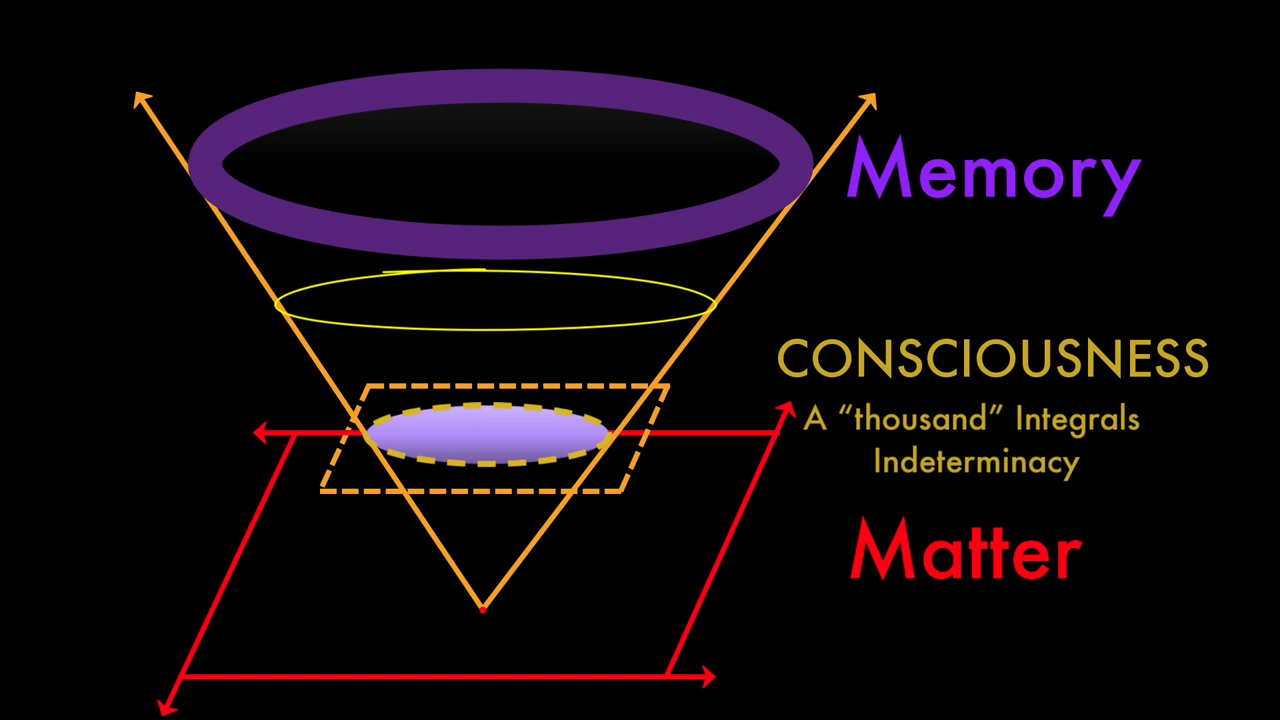 Memory
CONSCIOUSNESS
A “thousand” Integrals
Indeterminacy
Matter